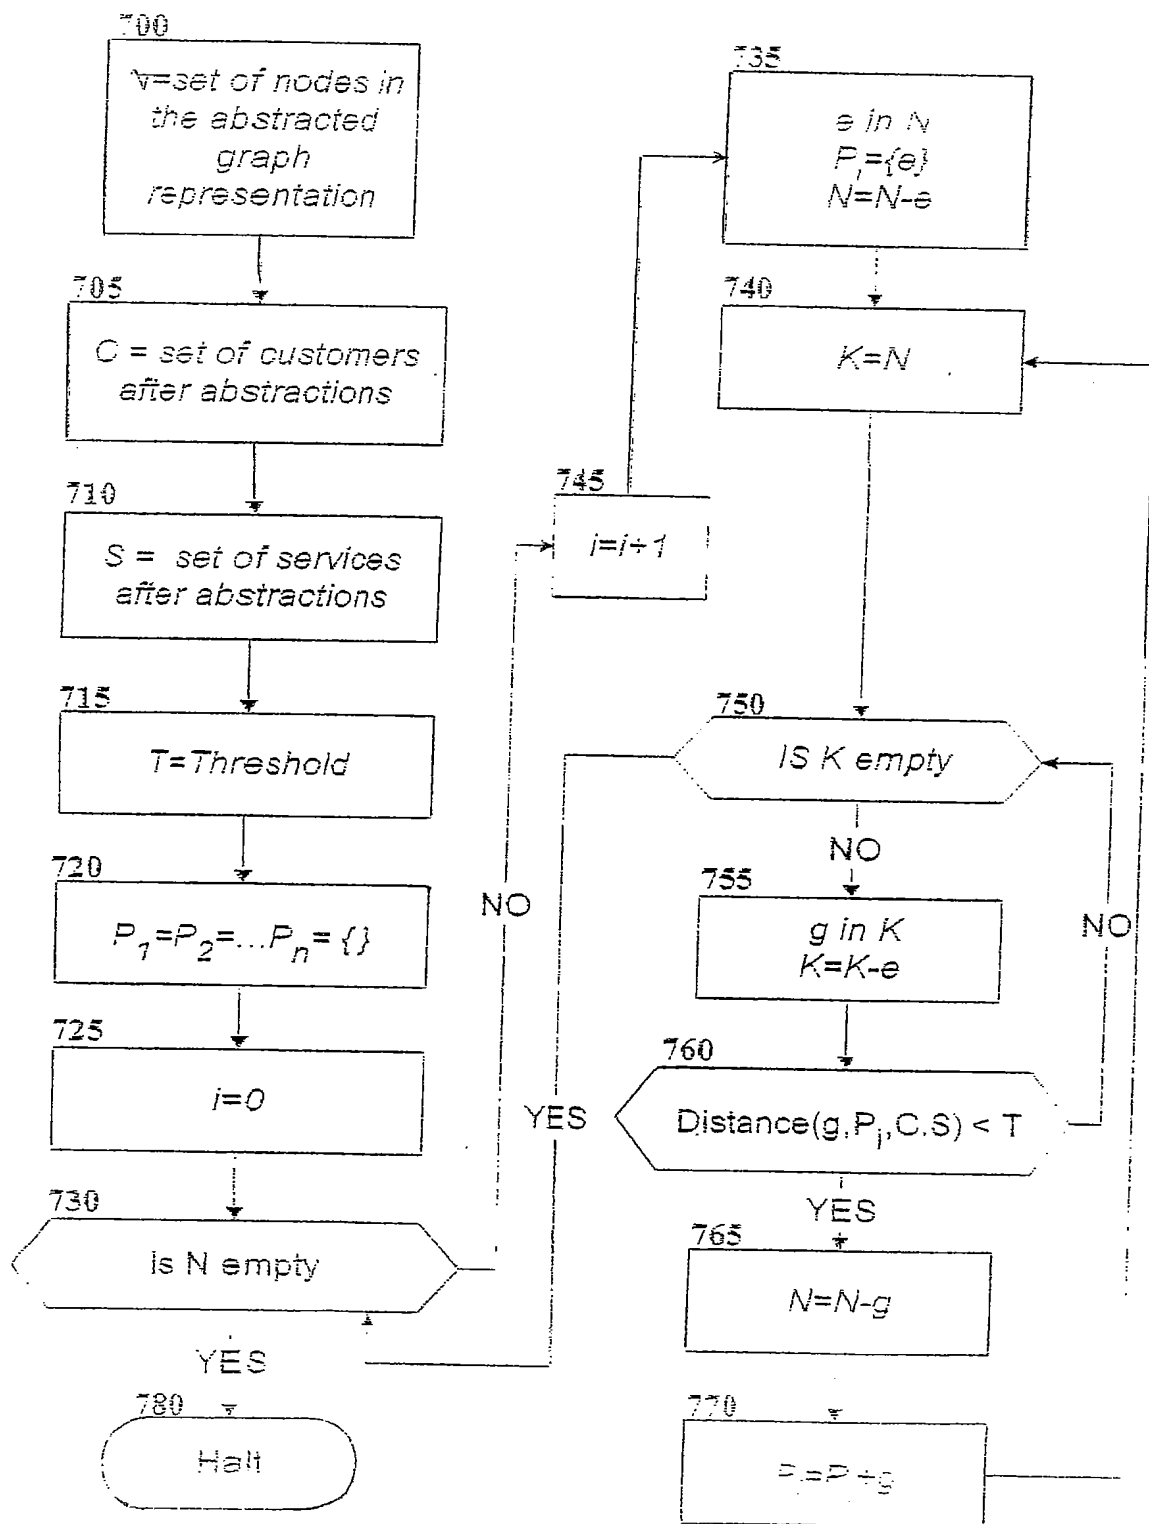 700
N=set of nodes in
the abstracted
graph
representation
705
C = set of customers
after abstractions
710
S = set of services
after abstractions
715
T=Threshold
720
P1=P2=...Pn= {}
725
i=0
730
Is N empty
YES
780
Halt
NO
745
i=i+1
735
e in N
Pi={e}
N=N-e
740
K=N
750
IS K empty
NO
YES
755
g in K
K=K-e
NO
760
Distance(g,Pi,C.S) < T
YES
765
N=N-g
770
Pi=Pi+g